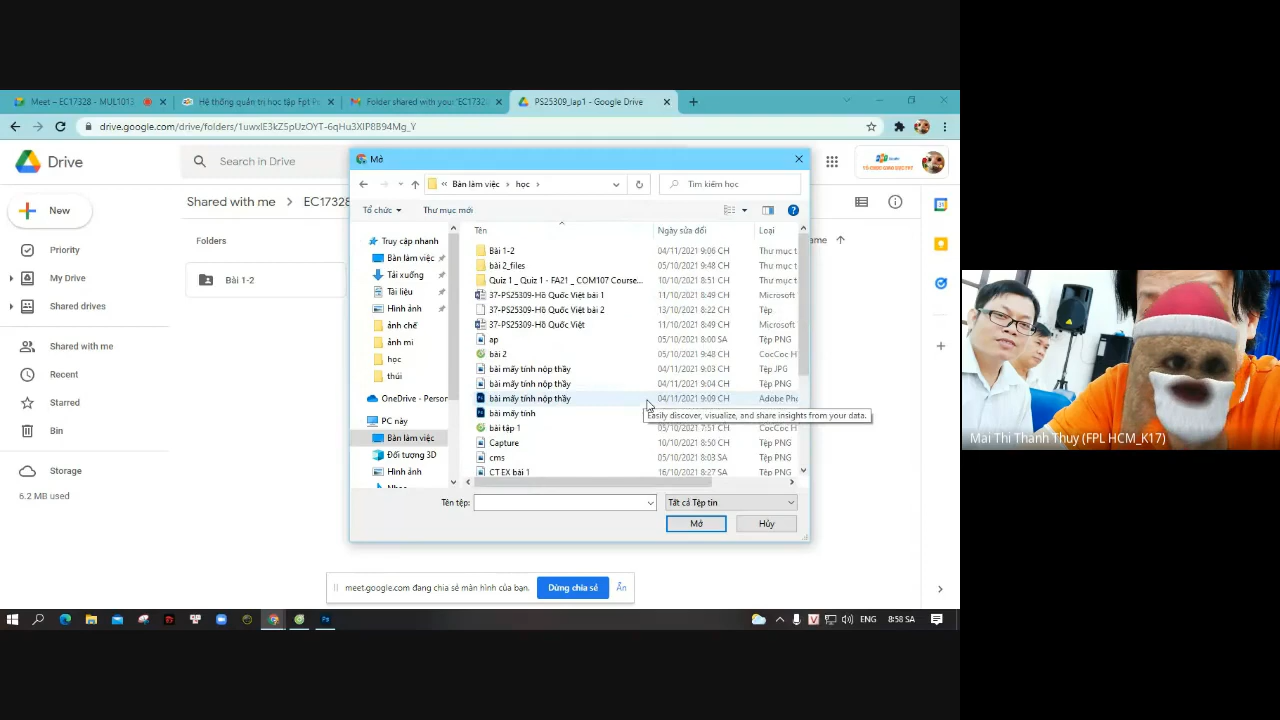 Meet – EC17328 - MUL1013
Hệ thống quản trị học tập Fpt P
Folder shared with you: 'EC1732
PS25309_lap1 - Google Drive
drive.google.com/drive/folders/1uwxlE3kZ5pUzOYT-6qHu3XIP8B94Mg_Y
Drive
Search in Drive
New
Priority
My Drive
Shared drives
Shared with me
Recent
Starred
Bin
Storage
6.2 MB used
Shared with me
EC17328
Folders
Bài 1-2
ame
Mở
Bàn làm việc
học
Tìm kiếm học
Tổ chức
Thư mục mới
Truy cập nhanh
Bàn làm việc
Tải xuống
Tài liệu
Hình ảnh
ảnh chế
ảnh mi
học
thúi
OneDrive - Person
PC này
Bàn làm việc
Đối tượng 3D
Hình ảnh
Tên
Ngày sửa đổi
Loại
Bài 1-2
04/11/2021 9:06 CH
Thư mục t
bài 2_files
05/10/2021 9:48 CH
Thư mục t
Quiz 1 _ Quiz 1 - FA21 _ COM107 Course...
10/10/2021 8:51 CH
Thư mục t
37-PS25309-Hồ Quốc Việt bài 1
11/10/2021 8:49 CH
Microsoft
37-PS25309-Hồ Quốc Việt bài 2
13/10/2021 8:22 CH
Tệp
37-PS25309-Hồ Quốc Việt
11/10/2021 8:49 CH
Microsoft
ap
05/10/2021 8:00 SA
Tệp PNG
bài 2
05/10/2021 9:48 CH
CocCoc H
bài mấy tính nộp thầy
04/11/2021 9:03 CH
Tệp JPG
bài mấy tính nộp thầy
04/11/2021 9:04 CH
Tệp PNG
bài mấy tính nộp thầy
04/11/2021 9:09 CH
Adobe Pho
bài mấy tính
Easily discover, visualize, and share insights from your data.
bài tập 1
05/10/2021 7:51 CH
CocCoc H
Capture
10/10/2021 8:50 CH
Tệp PNG
cms
05/10/2021 8:03 SA
Tệp PNG
CT EX bài 1
16/10/2021 8:27 SA
Tệp PNG
Tên tệp:
Tất cả Tệp tin
Mở
Hủy
meet.google.com đang chia sẻ màn hình của bạn.
Dừng chia sẻ
Ẩn
ENG
8:58 SA
Mai Thi Thanh Thuy (FPL HCM_K17)